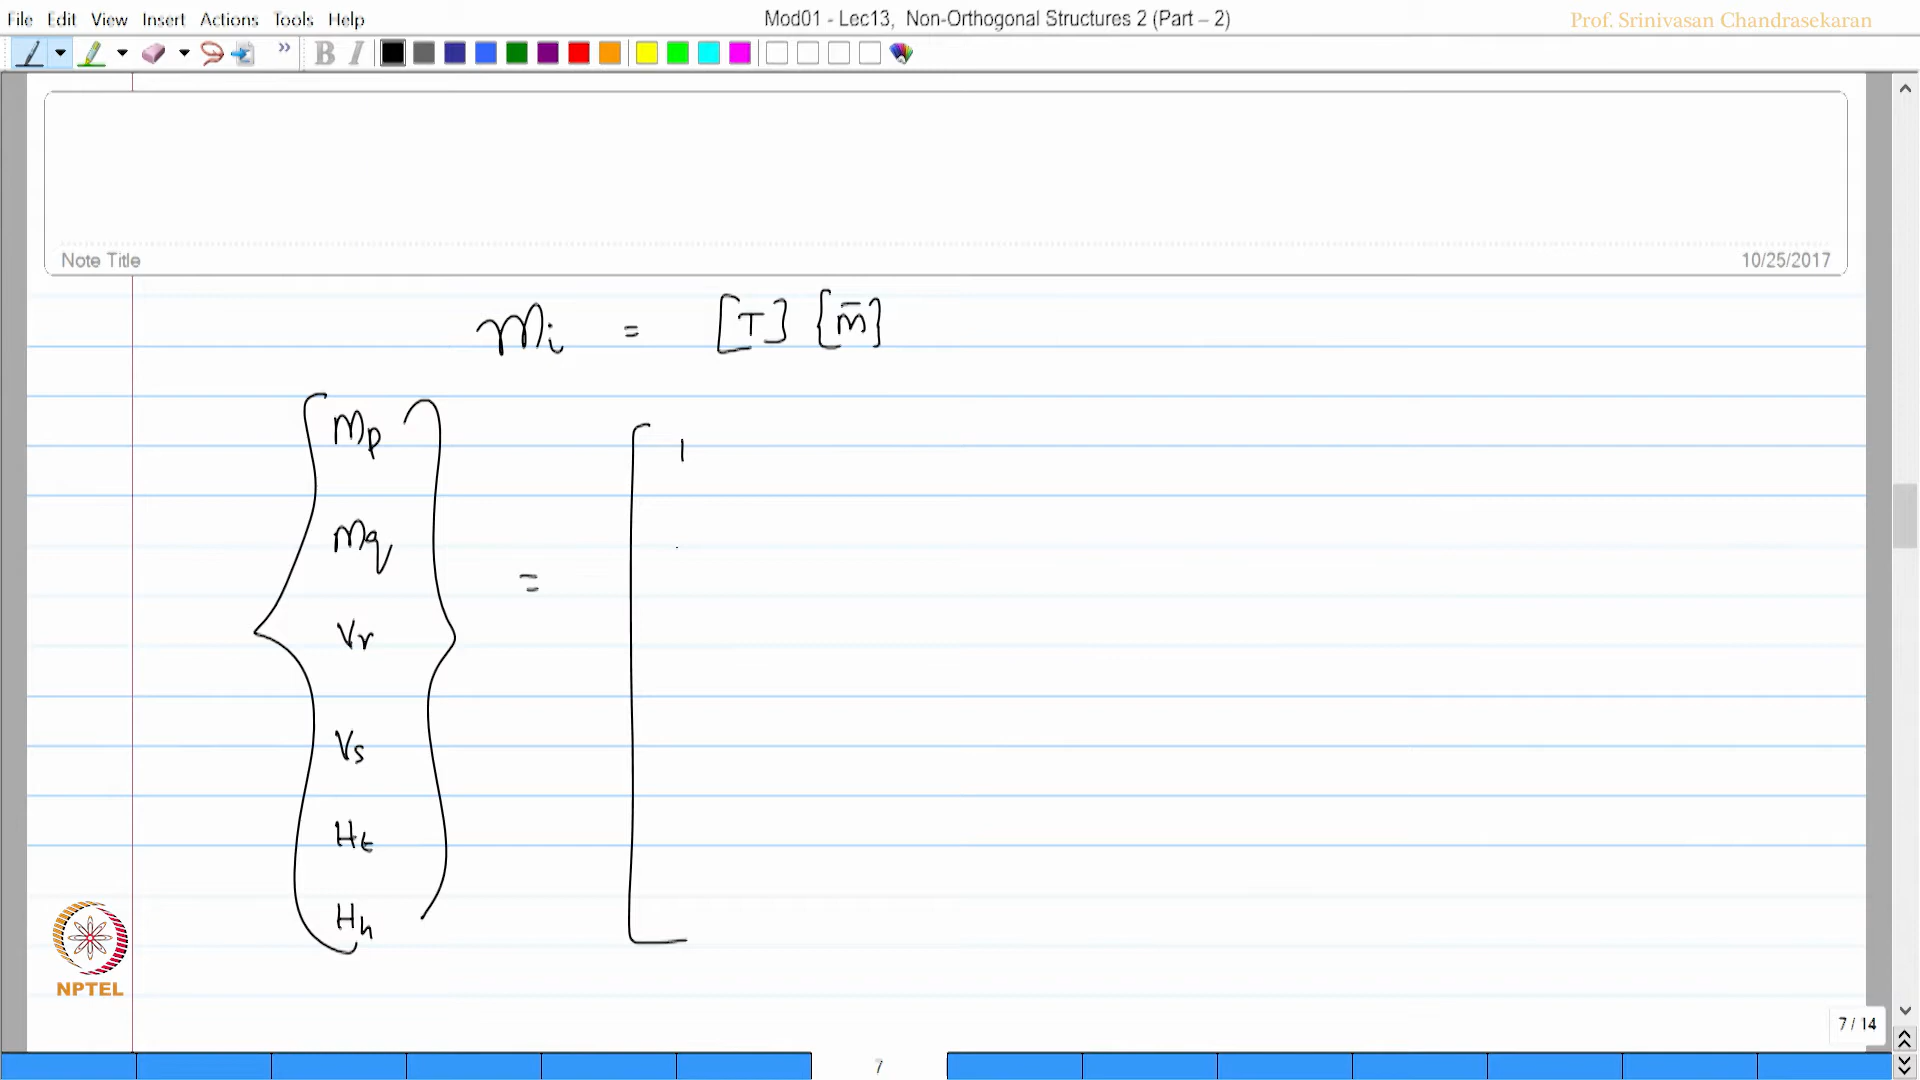 File Edit View Insert Actions Tools Help
Mod01 - Lec13, Non-Orthogonal Structures 2 (Part – 2)
Prof. Srinivasan Chandrasekaran
B I
Note Title
10/25/2017
Mi = [T] {m̄}
Mp
Mq
=
Vr
Vs
Ht
Hh
1
NPTEL
7 / 14
7